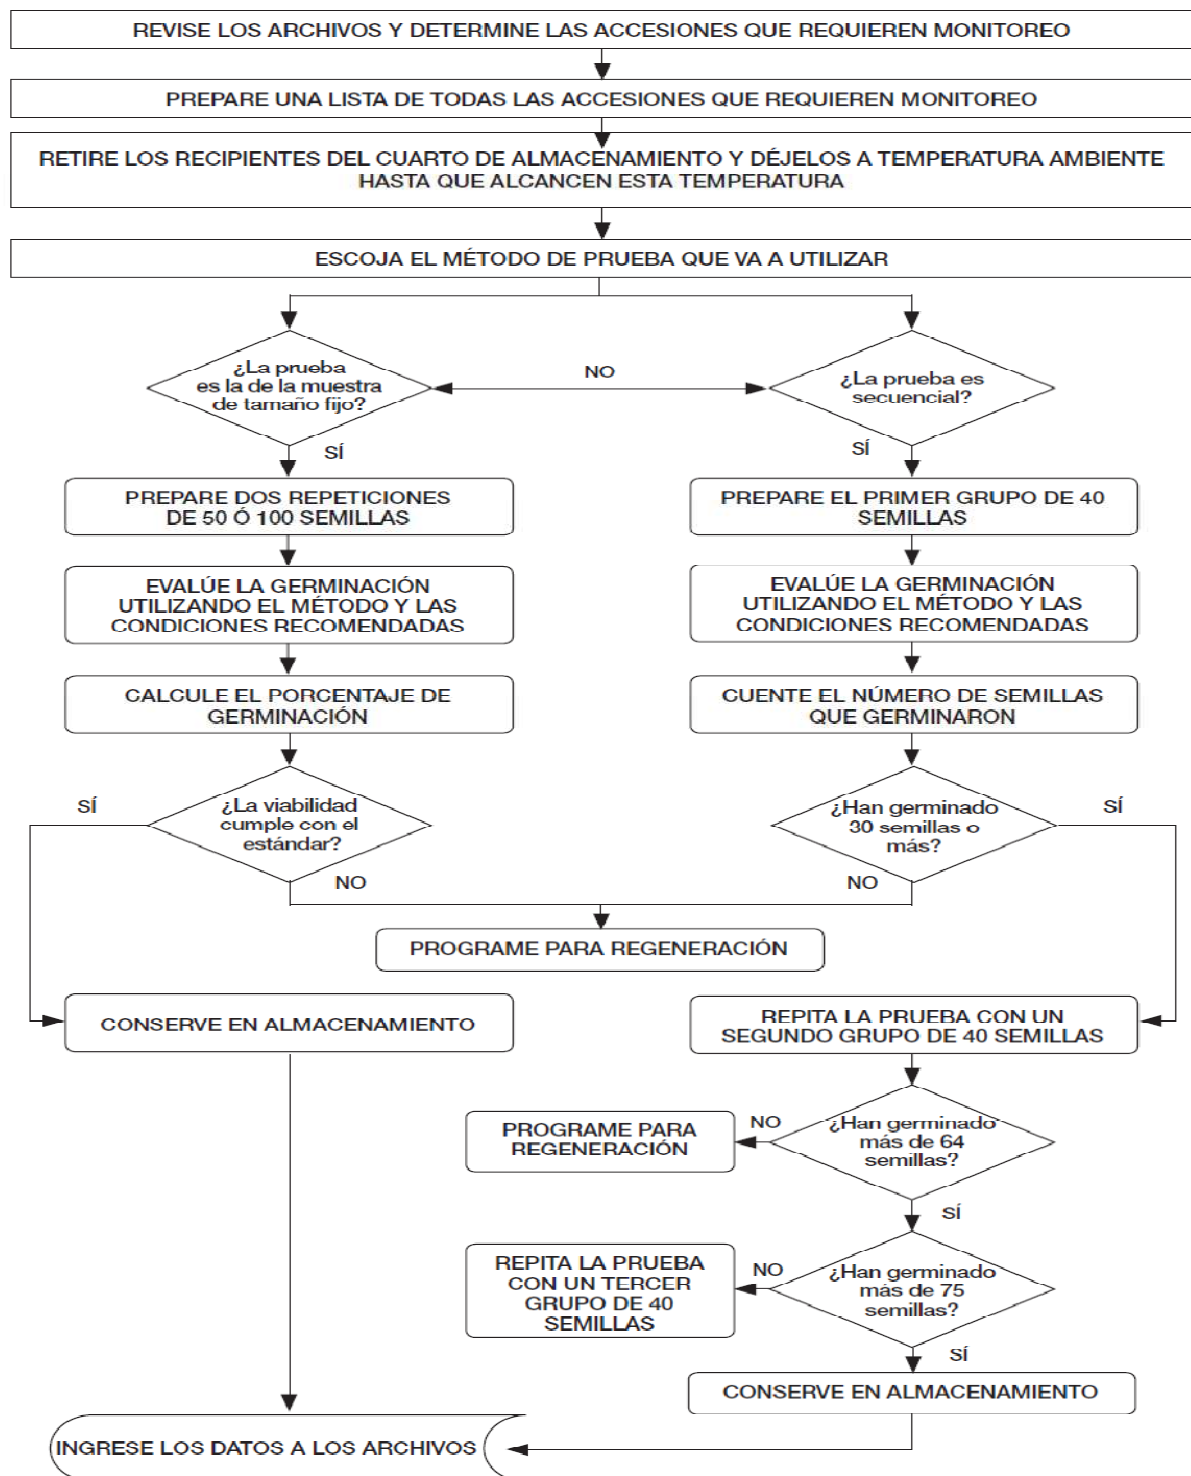 REVISE LOS ARCHIVOS Y DETERMINE LAS ACCESIONES QUE REQUIEREN MONITOREO
PREPARE UNA LISTA DE TODAS LAS ACCESIONES QUE REQUIEREN MONITOREO
RETIRE LOS RECIPIENTES DEL CUARTO DE ALMACENAMIENTO Y DÉJELOS A TEMPERATURA AMBIENTE
HASTA QUE ALCANCEN ESTA TEMPERATURA
ESCOJA EL MÉTODO DE PRUEBA QUE VA A UTILIZAR
¿La prueba
es la de la muestra
de tamaño fijo?
NO
¿La prueba es
secuencial?
SÍ
SÍ
PREPARE DOS REPETICIONES
DE 50 Ó 100 SEMILLAS
PREPARE EL PRIMER GRUPO DE 40
SEMILLAS
EVALÚE LA GERMINACIÓN
UTILIZANDO EL MÉTODO Y LAS
CONDICIONES RECOMENDADAS
EVALÚE LA GERMINACIÓN
UTILIZANDO EL MÉTODO Y LAS
CONDICIONES RECOMENDADAS
CALCULE EL PORCENTAJE DE
GERMINACIÓN
CUENTE EL NÚMERO DE SEMILLAS
QUE GERMINARON
SÍ
¿La viabilidad
cumple con el
estándar?
NO
¿Han germinado
30 semillas o
más?
SÍ
NO
PROGRAME PARA REGENERACIÓN
CONSERVE EN ALMACENAMIENTO
REPITA LA PRUEBA CON UN
SEGUNDO GRUPO DE 40 SEMILLAS
PROGRAME PARA
REGENERACIÓN
NO
¿Han germinado
más de 64
semillas?
SÍ
REPITA LA PRUEBA
CON UN TERCER
GRUPO DE 40
SEMILLAS
NO
¿Han germinado
más de 75
semillas?
SÍ
CONSERVE EN ALMACENAMIENTO
INGRESE LOS DATOS A LOS ARCHIVOS